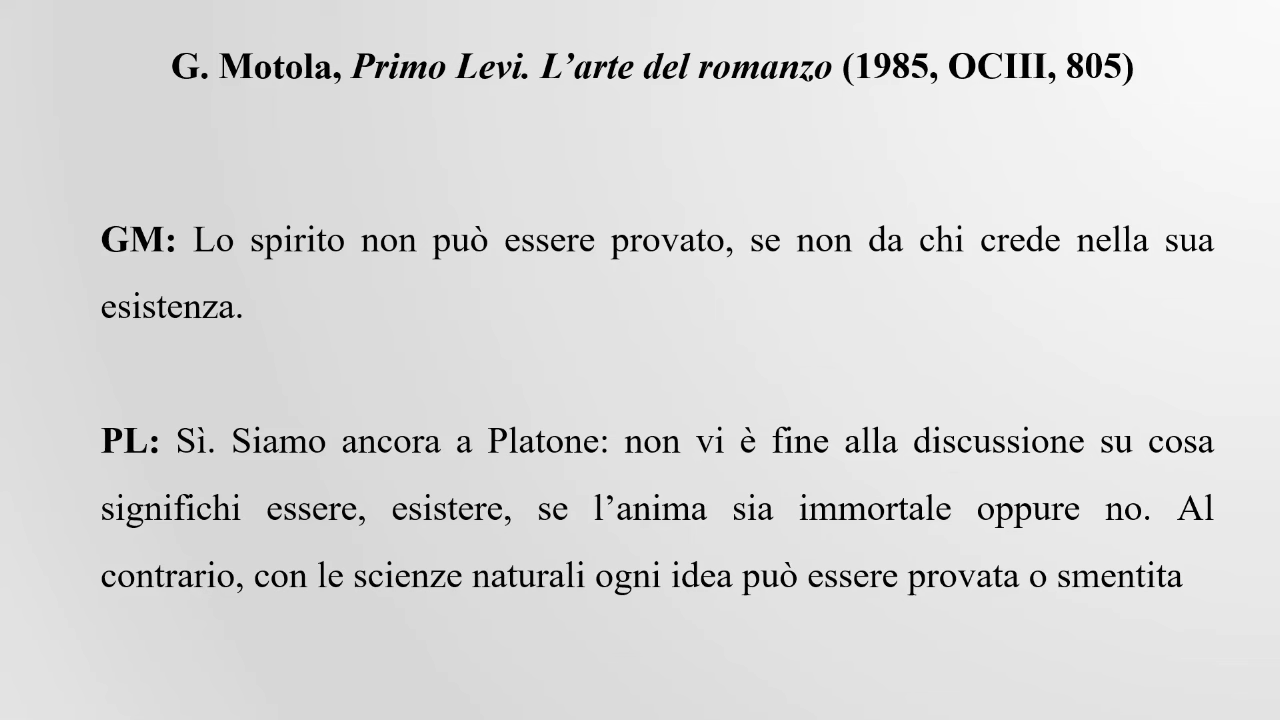 G. Motola, Primo Levi. L’arte del romanzo (1985, OCIII, 805)
GM: Lo spirito non può essere provato, se non da chi crede nella sua
esistenza.
PL: Sì. Siamo ancora a Platone: non vi è fine alla discussione su cosa
significhi essere, esistere, se l’anima sia immortale oppure no. Al
contrario, con le scienze naturali ogni idea può essere provata o smentita